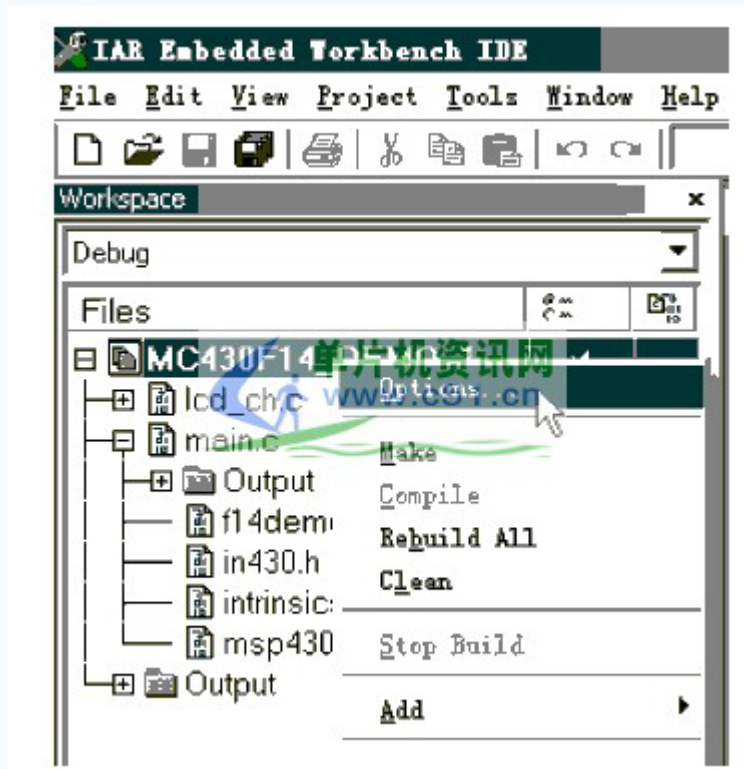 IAR Embedded Workbench IDE
File Edit View Project Tools Window Help
Workspace
Debug
Files
MC430F14
单片机资讯网
www.c51.cn
Options...
lcd_ch.c
main.c
Make
Output
Compile
f14dem
Rebuild All
in430.h
Clean
intrinsic
msp430
Stop Build
Output
Add